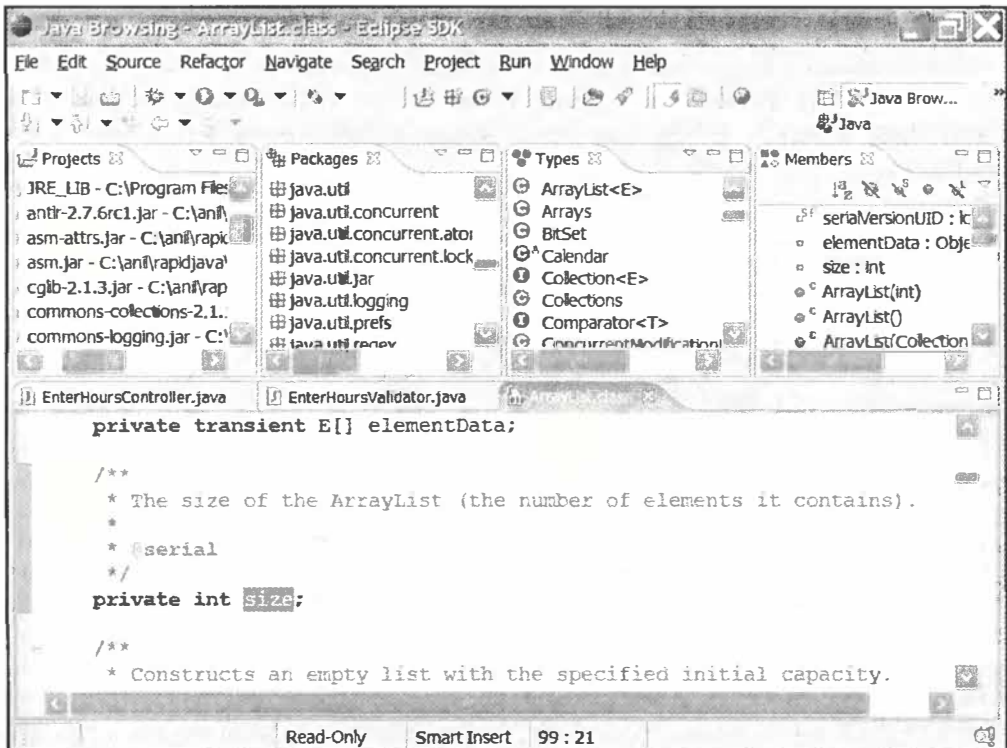 Java Browsing - ArrayList.class - Eclipse SDK
File Edit Source Refactor Navigate Search Project Run Window Help
Java Brow...
Java
Projects
JRE_LIB - C:\Program Files
antlr-2.7.6rc1.jar - C:\anil\
asm-attrs.jar - C:\anil\rapid
asm.jar - C:\anil\rapidjava\
cglib-2.1.3.jar - C:\anil\rap
commons-collections-2.1.
commons-logging.jar - C:\
Packages
java.util
java.util.concurrent
java.util.concurrent.ator
java.util.concurrent.lock
java.util.jar
java.util.logging
java.util.prefs
java.util.regex
Types
ArrayList<E>
Arrays
BitSet
Calendar
Collection<E>
Collections
Comparator<T>
ConcurrentModificationl
Members
serialVersionUID : lc
elementData : Obje
size : int
ArrayList(int)
ArrayList()
ArrayList(Collection
EnterHoursController.java EnterHoursValidator.java ArrayList.class
private transient E[] elementData;
/**
* The size of the ArrayList (the number of elements it contains).
*
* @serial
*/
private int size;
/**
* Constructs an empty list with the specified initial capacity.
Read-Only Smart Insert 99 : 21